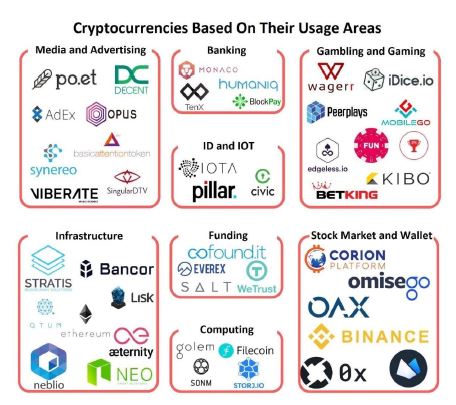 Cryptocurrencies Based On Their Usage Areas
Media and Advertising
po.et
DC
DECENT
AdEx
OPUS
synereo
basicattentiontoken
VIBERATE
SingularDTV
Banking
MONACO
TenX
humaniq
BlockPay
Gambling and Gaming
wagerr
iDice.io
Peerplays
MOBILEGO
edgeless.io
FUN
BETKING
KIBO
ID and IOT
IOTA
pillar.
civic
Infrastructure
STRATIS
Bancor
Lisk
QTUM
ethereum
æternity
neblio
NEO
Funding
cofound.it
EVEREX
SALT
WeTrust
Computing
golem
Filecoin
SONM
STORJ.IO
Stock Market and Wallet
CORION
PLATFORM
omisego
OAX
BINANCE
0x